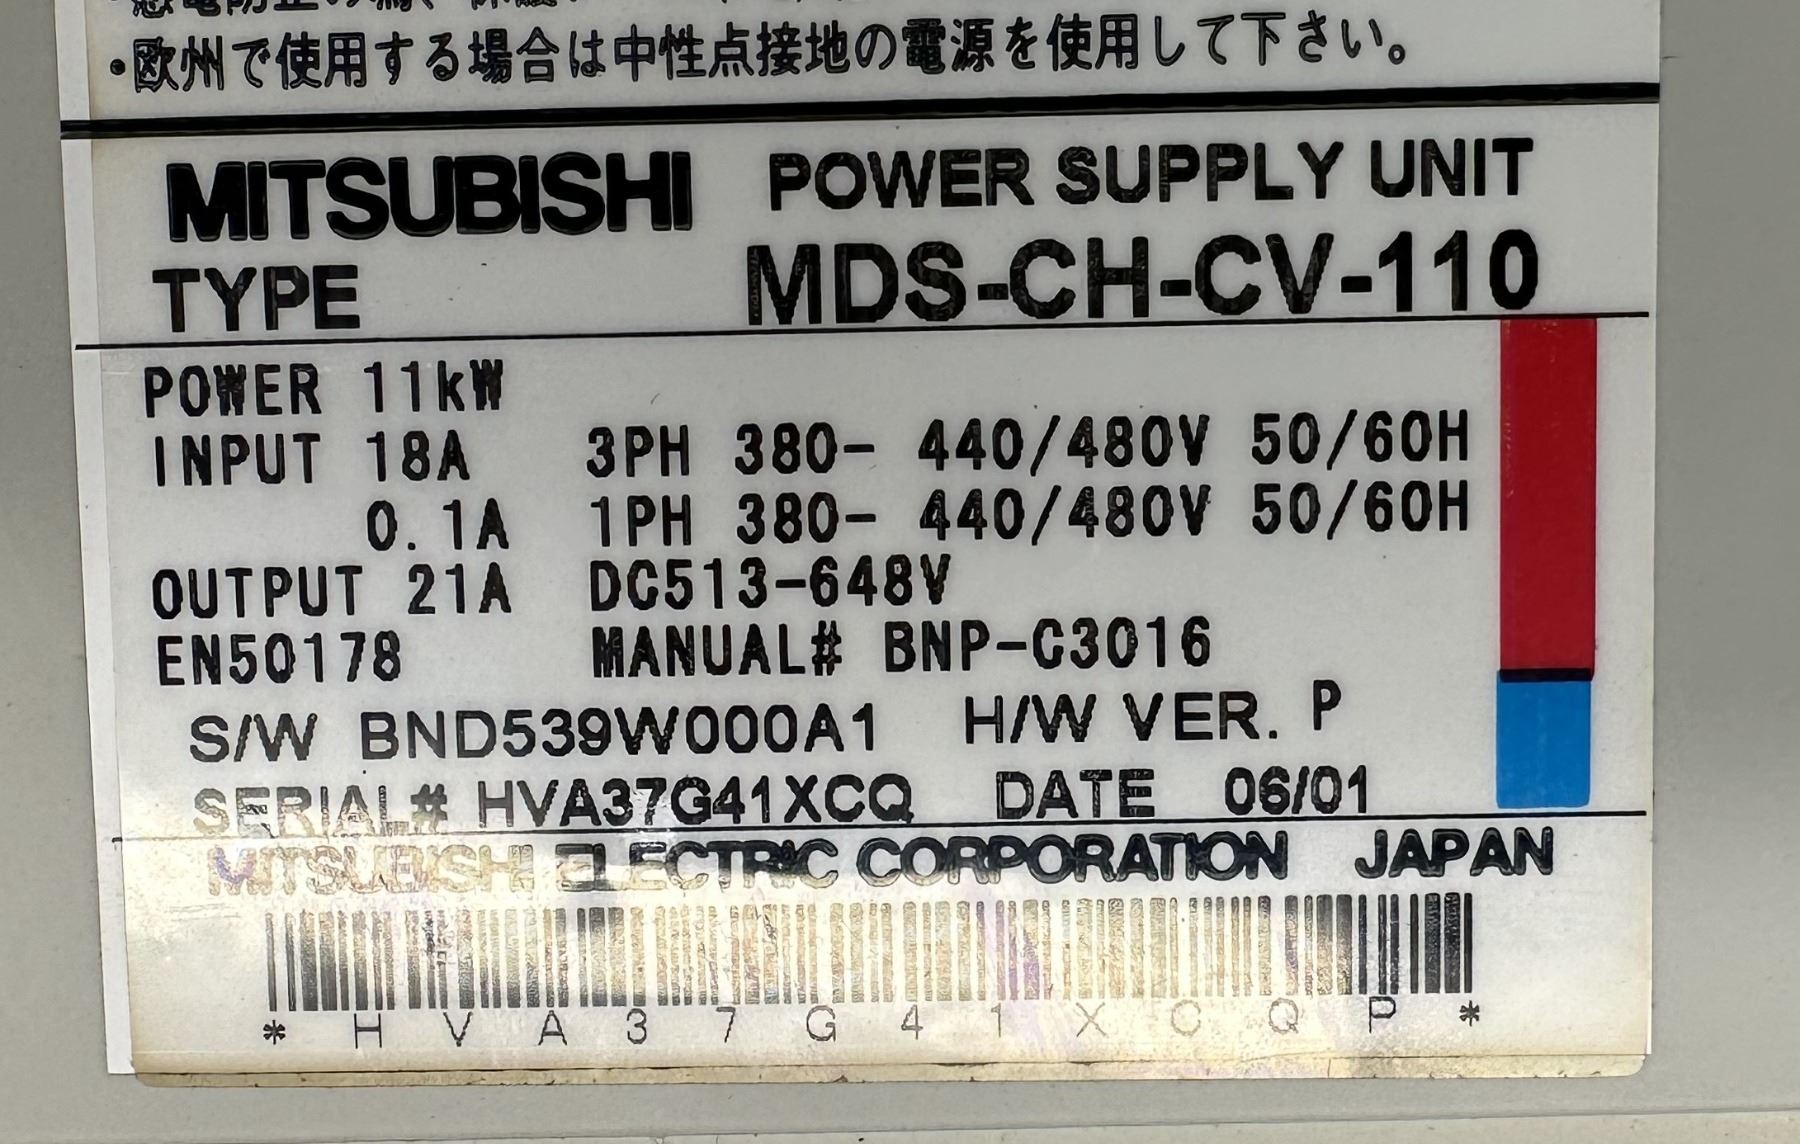 ・欧州で使用する場合は中性点接地の電源を使用して下さい。
MITSUBISHI POWER SUPPLY UNIT
TYPE MDS-CH-CV-110
POWER 11kW
INPUT 18A 3PH 380- 440/480V 50/60H
0.1A 1PH 380- 440/480V 50/60H
OUTPUT 21A DC513-648V
EN50178 MANUAL# BNP-C3016
S/W BND539W000A1 H/W VER. P
SERIAL# HVA37G41XCQ DATE 06/01
MITSUBISHI ELECTRIC CORPORATION JAPAN
*HVA37G41XCQP*